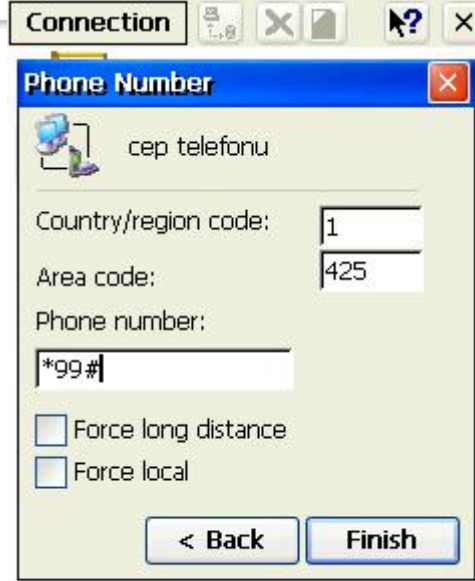 Connection ? ×
Phone Number
cep telefonu
Country/region code: 1
Area code: 425
Phone number:
*99#
Force long distance
Force local
< Back Finish